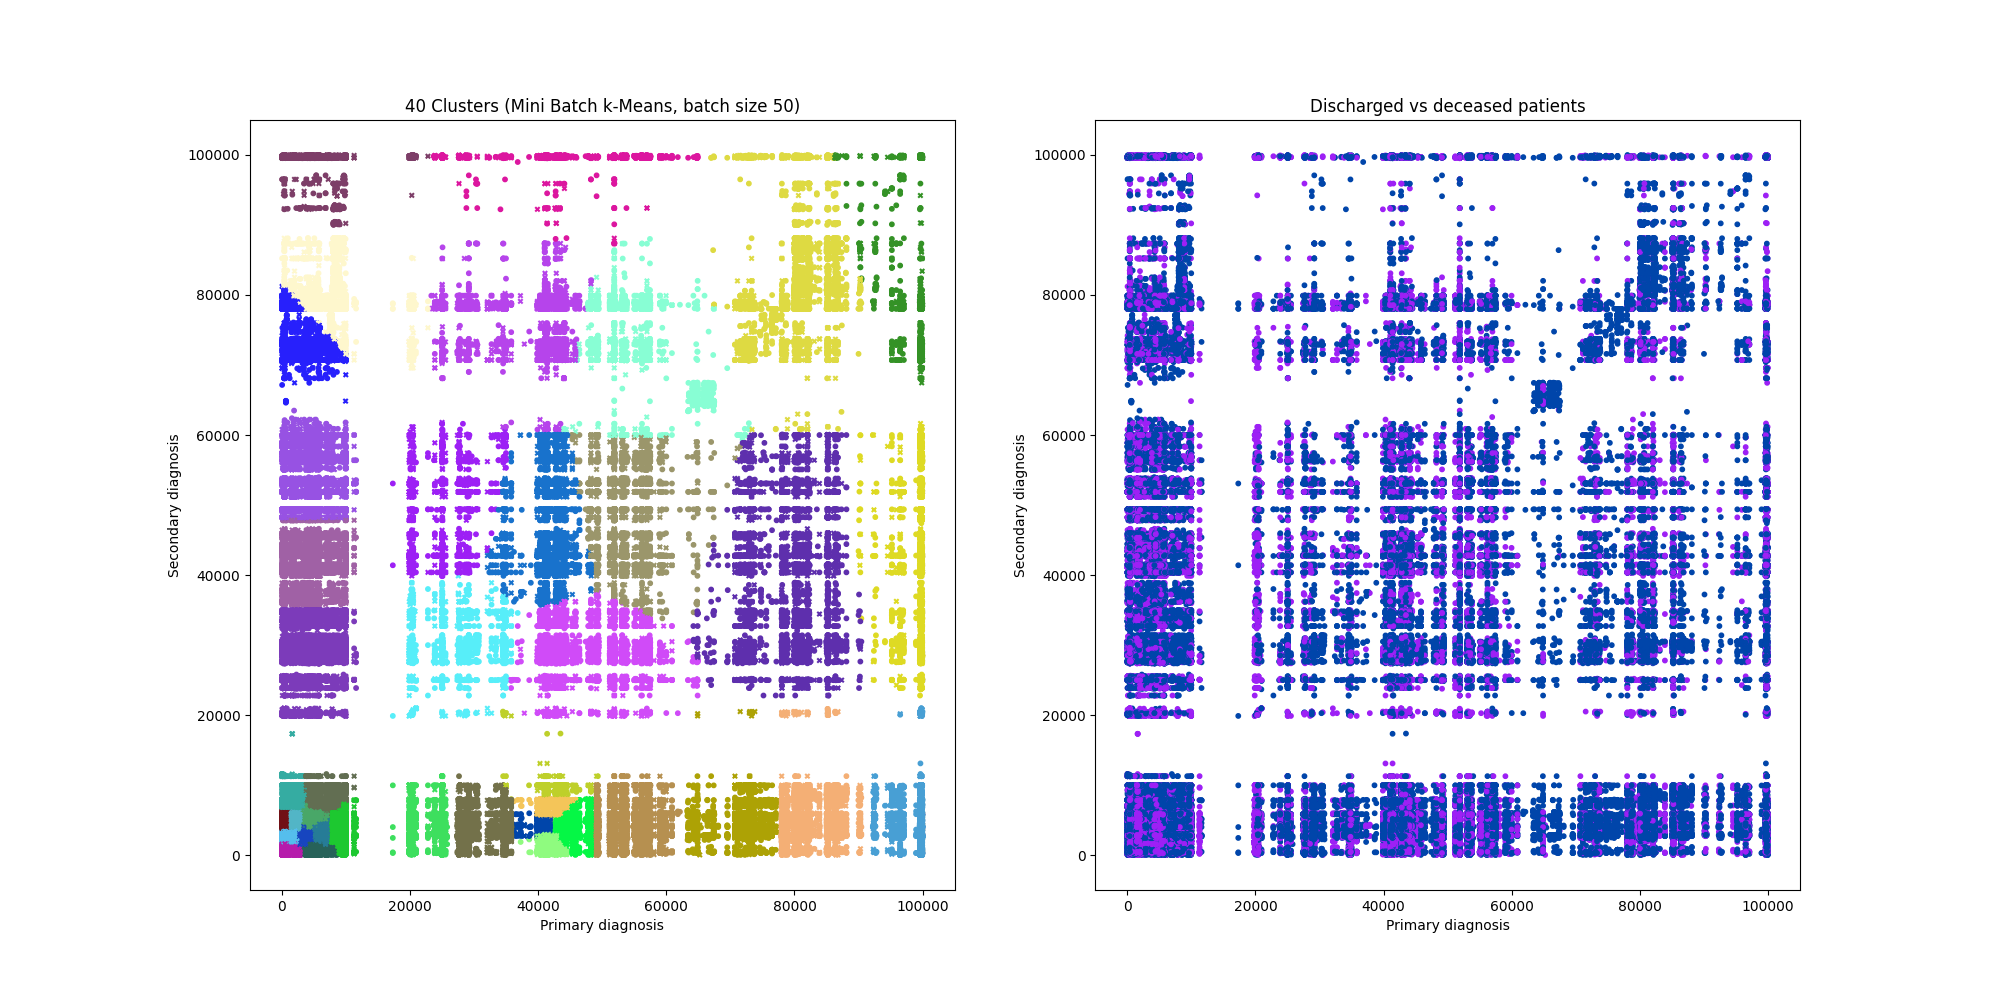 40 Clusters (Mini Batch k-Means, batch size 50)
100000
80000
60000
40000
20000
0
Secondary diagnosis
0 20000 40000 60000 80000 100000
Primary diagnosis
Discharged vs deceased patients
100000
80000
60000
40000
20000
0
Secondary diagnosis
0 20000 40000 60000 80000 100000
Primary diagnosis